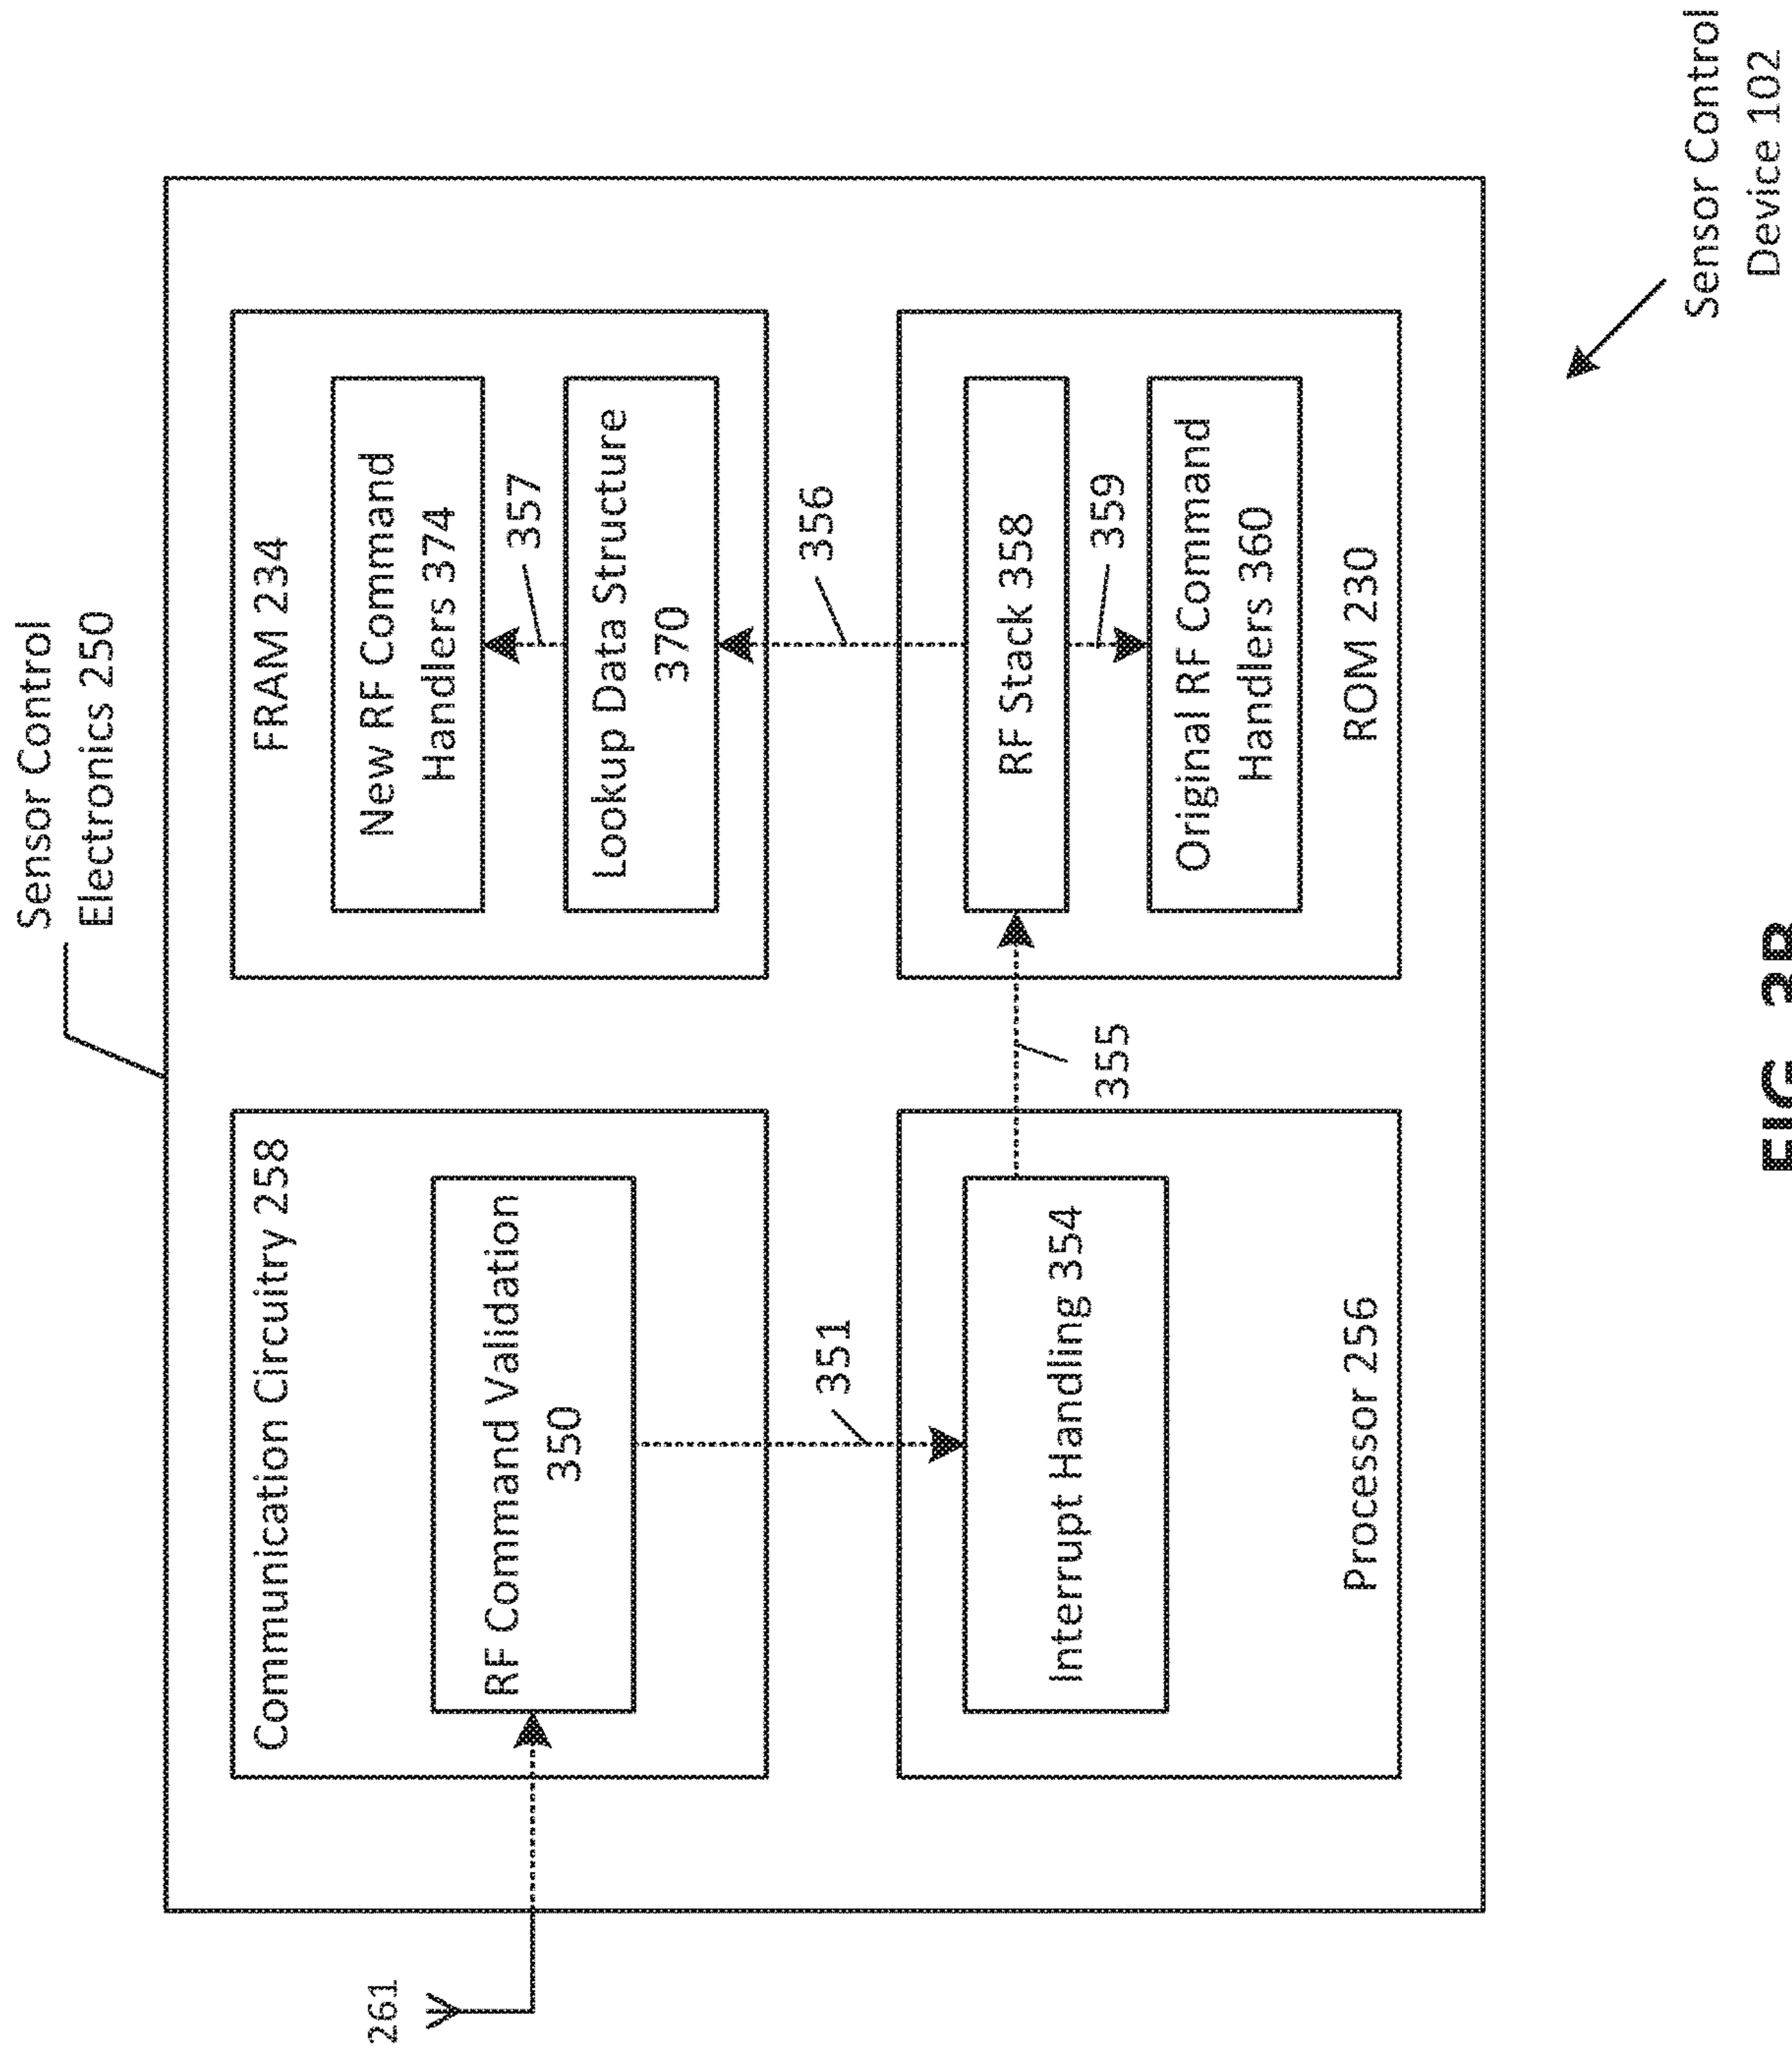 Sensor Control
Electronics 250
261
Communication Circuitry 258
RF Command Validation
350
351
Interrupt Handling 354
Processor 256
355
FRAM 234
New RF Command
Handlers 374
357
Lookup Data Structure
370
356
RF Stack 358
359
Original RF Command
Handlers 360
ROM 230
Sensor Control
Device 102
FIG. 3B